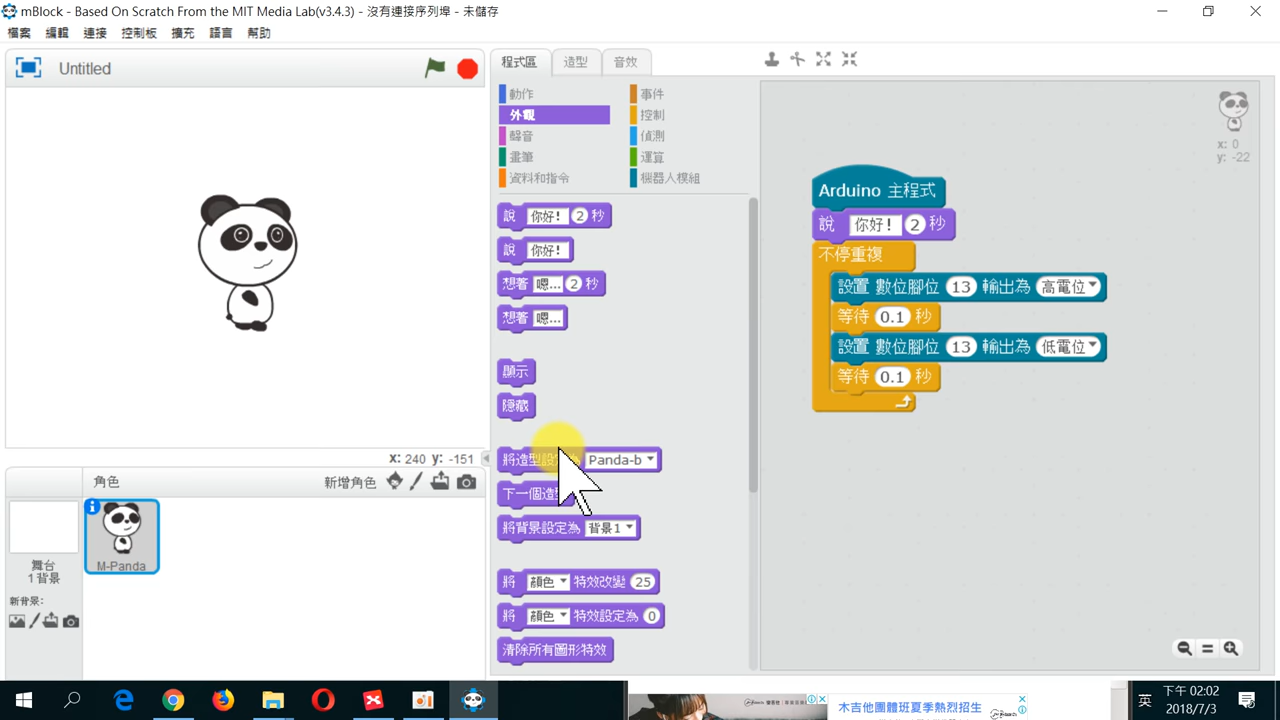 mBlock - Based On Scratch From the MIT Media Lab(v3.4.3) - 沒有連接序列埠 - 未儲存
檔案 編輯 連接 控制板 擴充 語言 幫助
Untitled
x: 240 y: -151
角色
新增角色
M-Panda
舞台
1背景
新背景:
程式區 造型 音效
動作 事件
外觀 控制
聲音 偵測
畫筆 運算
資料和指令 機器人模組
說 你好! 2 秒
說 你好!
想著 嗯... 2 秒
想著 嗯...
顯示
隱藏
將造型設定為 Panda-b
下一個造型
將背景設定為 背景1
將 顏色 特效改變 25
將 顏色 特效設定為 0
清除所有圖形特效
x: 0
y: -22
Arduino 主程式
說 你好! 2 秒
不停重複
設置 數位腳位 13 輸出為 高電位
等待 0.1 秒
設置 數位腳位 13 輸出為 低電位
等待 0.1 秒
木吉他團體班夏季熱烈招生
英
下午 02:02
2018/7/3